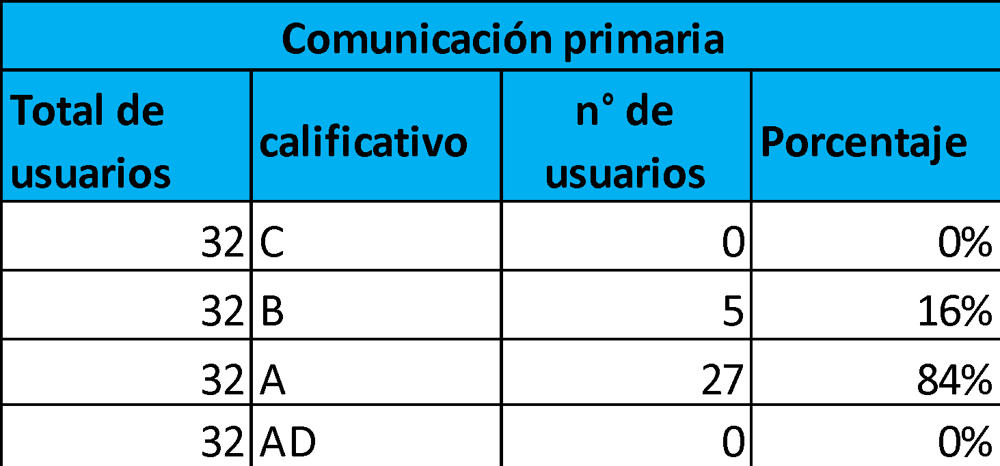 Comunicación primaria
Total de usuarios calificativo n° de usuarios Porcentaje
32 C 0 0%
32 B 5 16%
32 A 27 84%
32 AD 0 0%